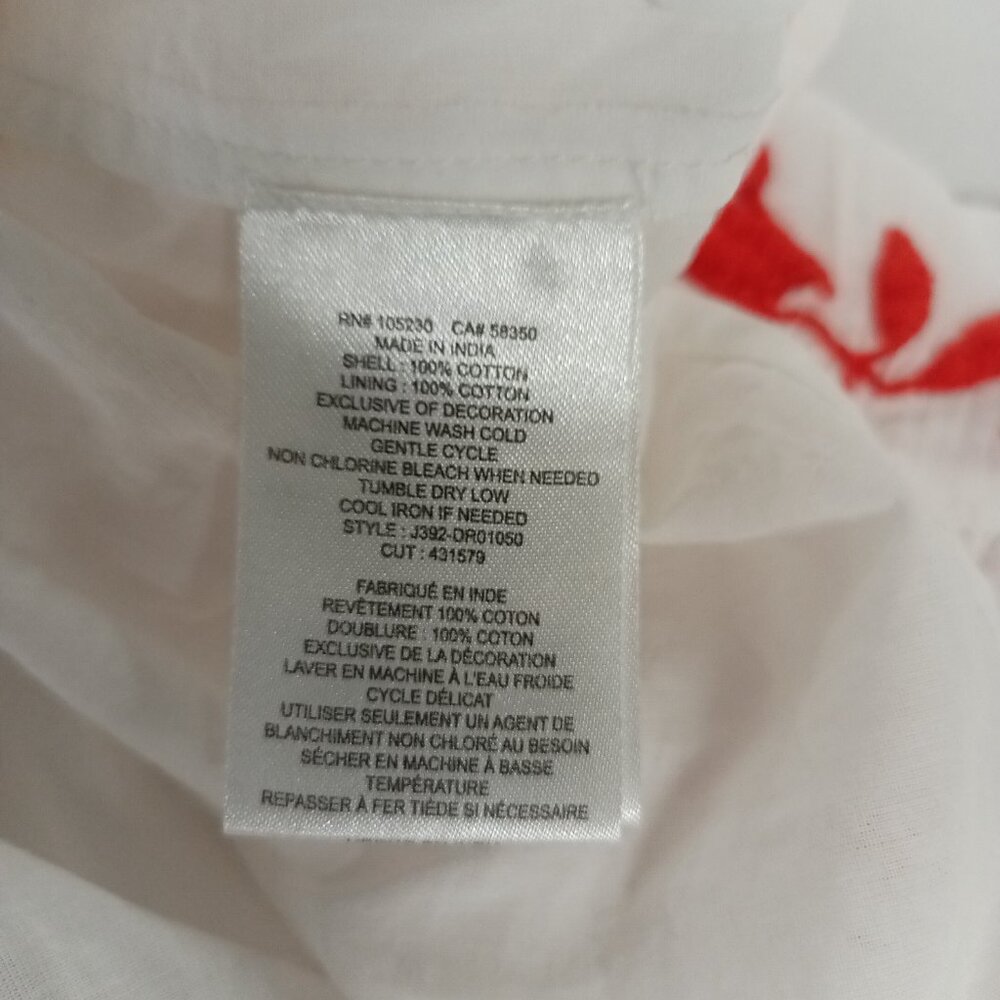 RN# 105230 CA# 58350
MADE IN INDIA
SHELL : 100% COTTON
LINING : 100% COTTON
EXCLUSIVE OF DECORATION
MACHINE WASH COLD
GENTLE CYCLE
NON CHLORINE BLEACH WHEN NEEDED
TUMBLE DRY LOW
COOL IRON IF NEEDED
STYLE : J392-DR01050
CUT : 431579
FABRIQUÉ EN INDE
REVÊTEMENT 100% COTON
DOUBLURE : 100% COTON
EXCLUSIVE DE LA DÉCORATION
LAVER EN MACHINE À L'EAU FROIDE
CYCLE DÉLICAT
UTILISER SEULEMENT UN AGENT DE
BLANCHIMENT NON CHLORÉ AU BESOIN
SÉCHER EN MACHINE À BASSE
TEMPÉRATURE
REPASSER À FER TIÈDE SI NÉCESSAIRE